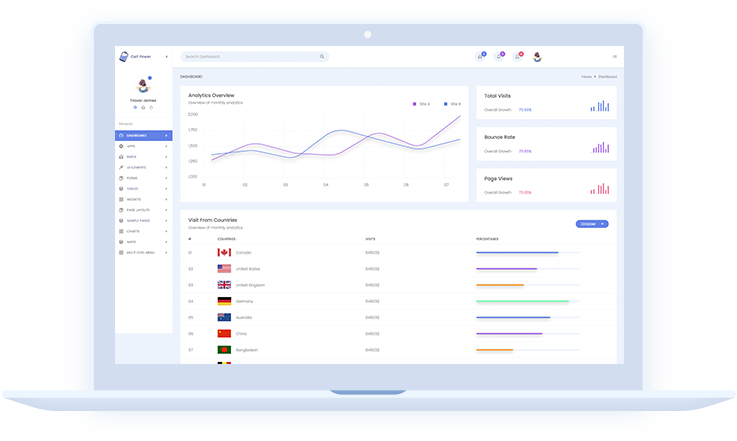 Cell Power
Search Dashboard
Trevor James
Personal
DASHBOARD
APPS
INBOX
UI ELEMENTS
FORMS
TABLES
WIDGETS
PAGE LAYOUTS
SAMPLE PAGES
CHARTS
MAPS
MULTI LEVEL MENU
DASHBOARD
Home
Dashboard
Analytics Overview
Overview of monthly analytics
Site A
Site B
2,000
1,750
1,500
1,250
1,000
01
02
03
04
05
06
07
Total Visits
Overall Growth
Bounce Rate
Overall Growth
Page Views
Overall Growth
Visit From Countries
Overview of monthly analytics
October
#
COUNTRIES
VISITS
PERCENTAGES
01
Canada
02
United States
03
United Kingdom
04
Germany
05
Australia
06
China
07
Bangladesh